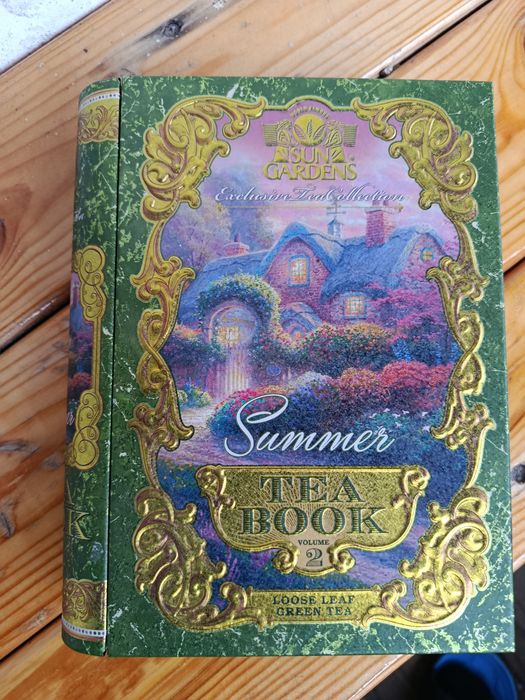 SUN
GARDENS
Exclusive Tea Collection
Summer
TEA
BOOK
VOLUME
2
LOOSE LEAF
GREEN TEA